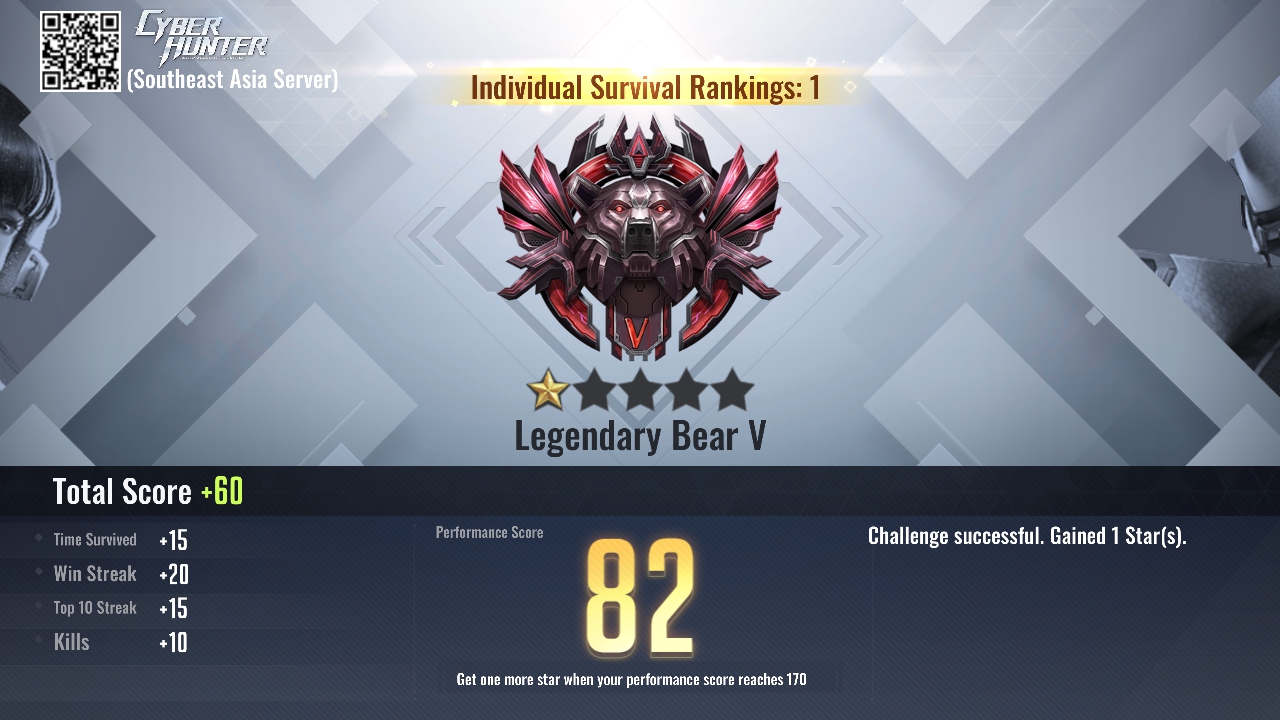 CYBER
HUNTER
(Southeast Asia Server)
Individual Survival Rankings: 1
V
Legendary Bear V
Total Score +60
Time Survived +15
Win Streak +20
Top 10 Streak +15
Kills +10
Performance Score
82
Get one more star when your performance score reaches 170
Challenge successful. Gained 1 Star(s).